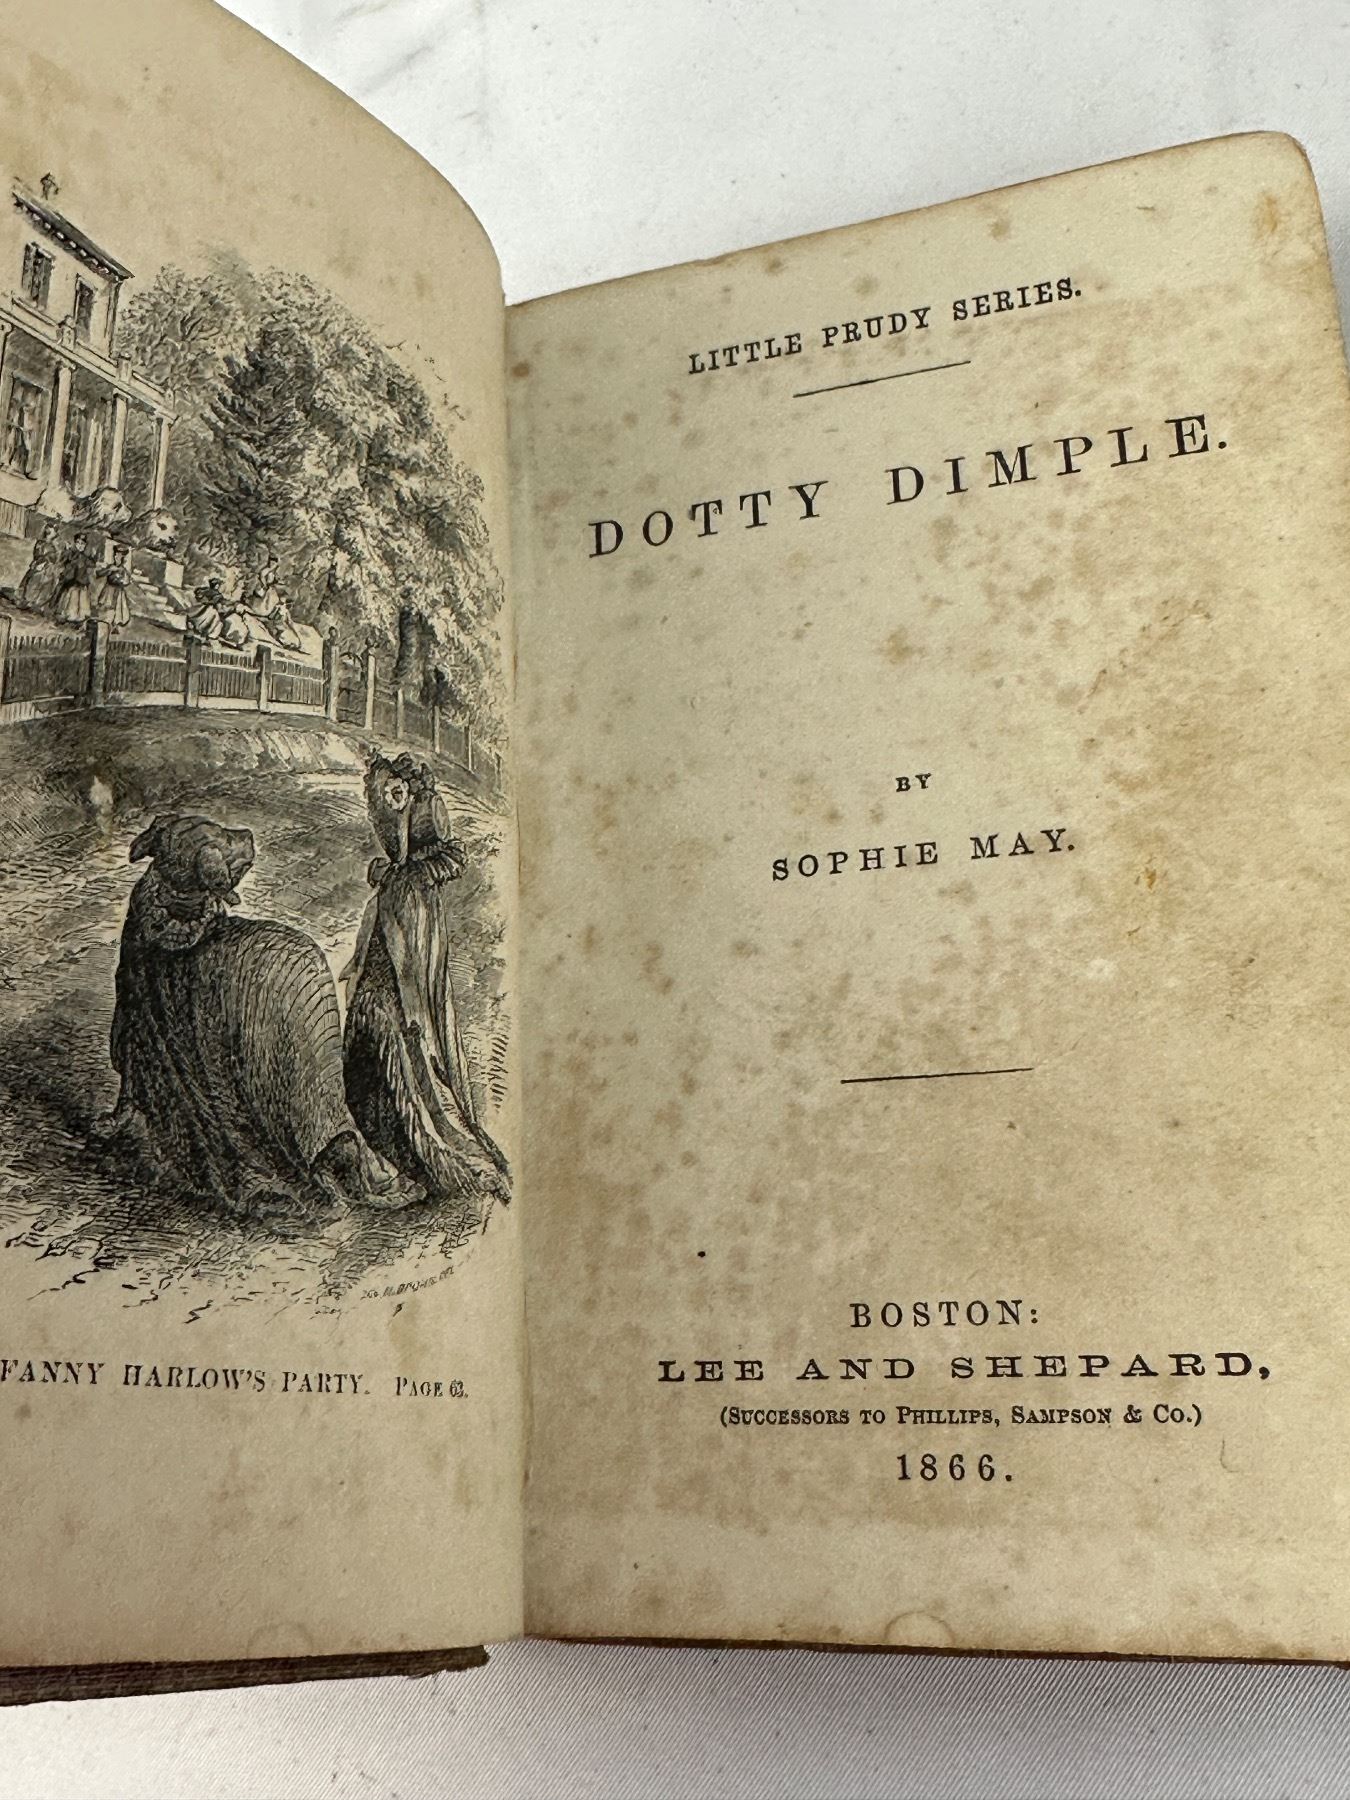 FANNY HARLOW'S PARTY. PAGE 63.
LITTLE PRUDY SERIES.
DOTTY DIMPLE.
BY
SOPHIE MAY.
BOSTON:
LEE AND SHEPARD,
(SUCCESSORS TO PHILLIPS, SAMPSON & CO.)
1866.